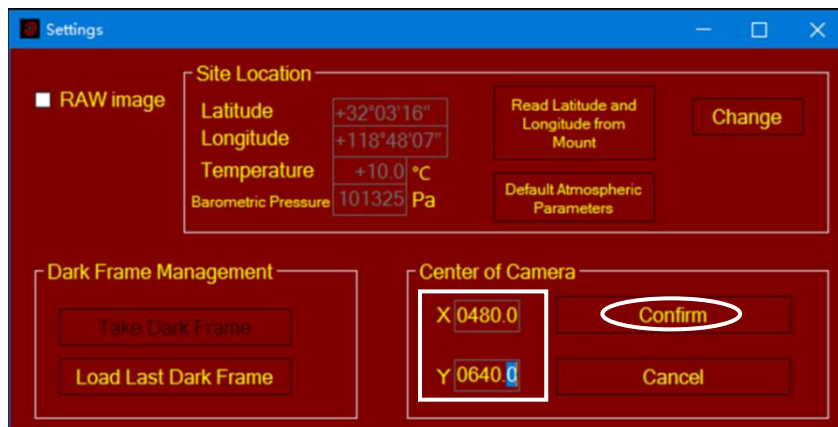 Settings
RAW image
Site Location
Latitude +32°03'16"
Longitude +118°48'07"
Temperature +10.0 °C
Barometric Pressure 101325 Pa
Read Latitude and
Longitude from
Mount
Default Atmospheric
Parameters
Change
Dark Frame Management
Take Dark Frame
Load Last Dark Frame
Center of Camera
X 0480.0
Confirm
Y 0640.0
Cancel